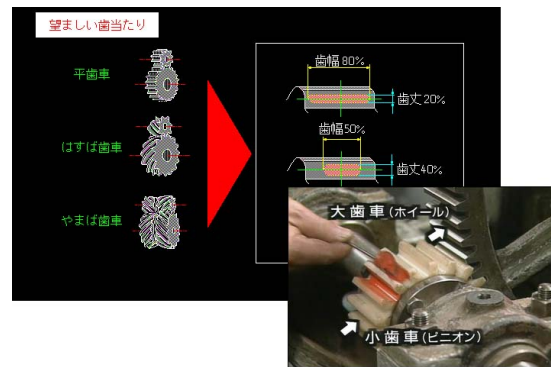 望ましい歯当たり
平歯車
はすば歯車
やまば歯車
歯幅80%
歯丈20%
歯幅50%
歯丈40%
大歯車(ホイール)
小歯車(ピニオン)